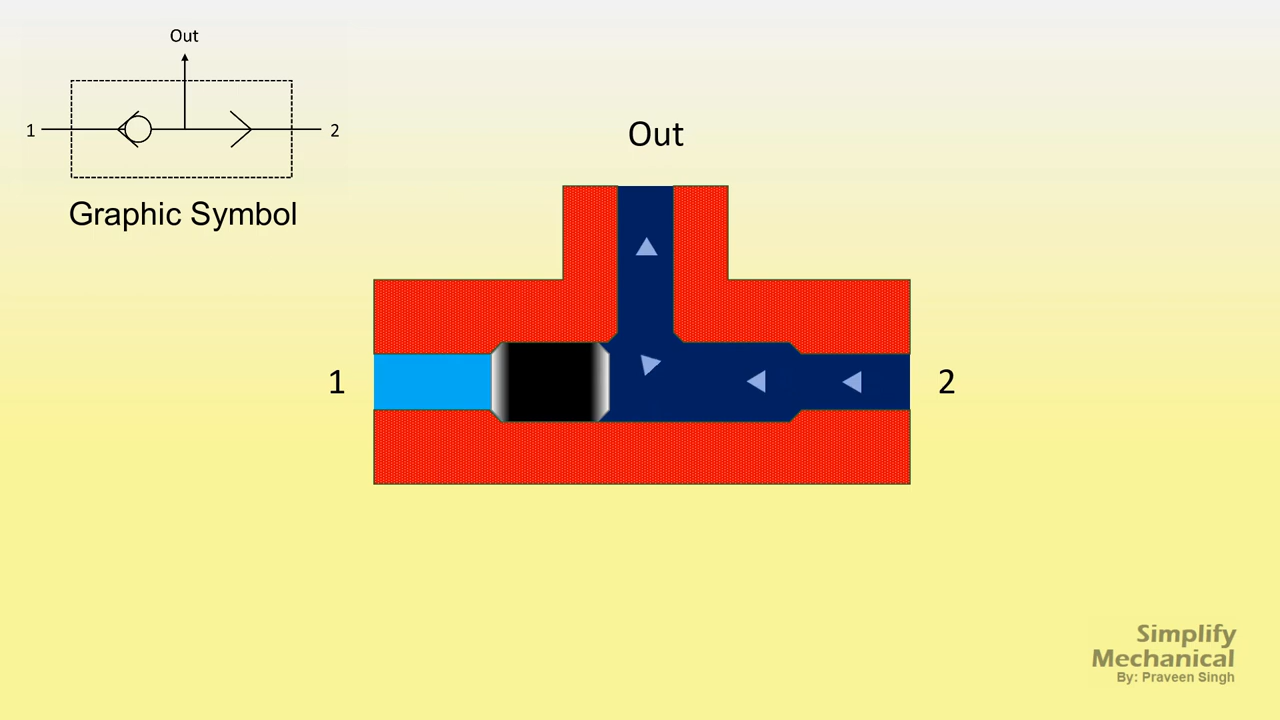 Out
1
2
Graphic Symbol
Out
1
2
Simplify
Mechanical
By: Praveen Singh